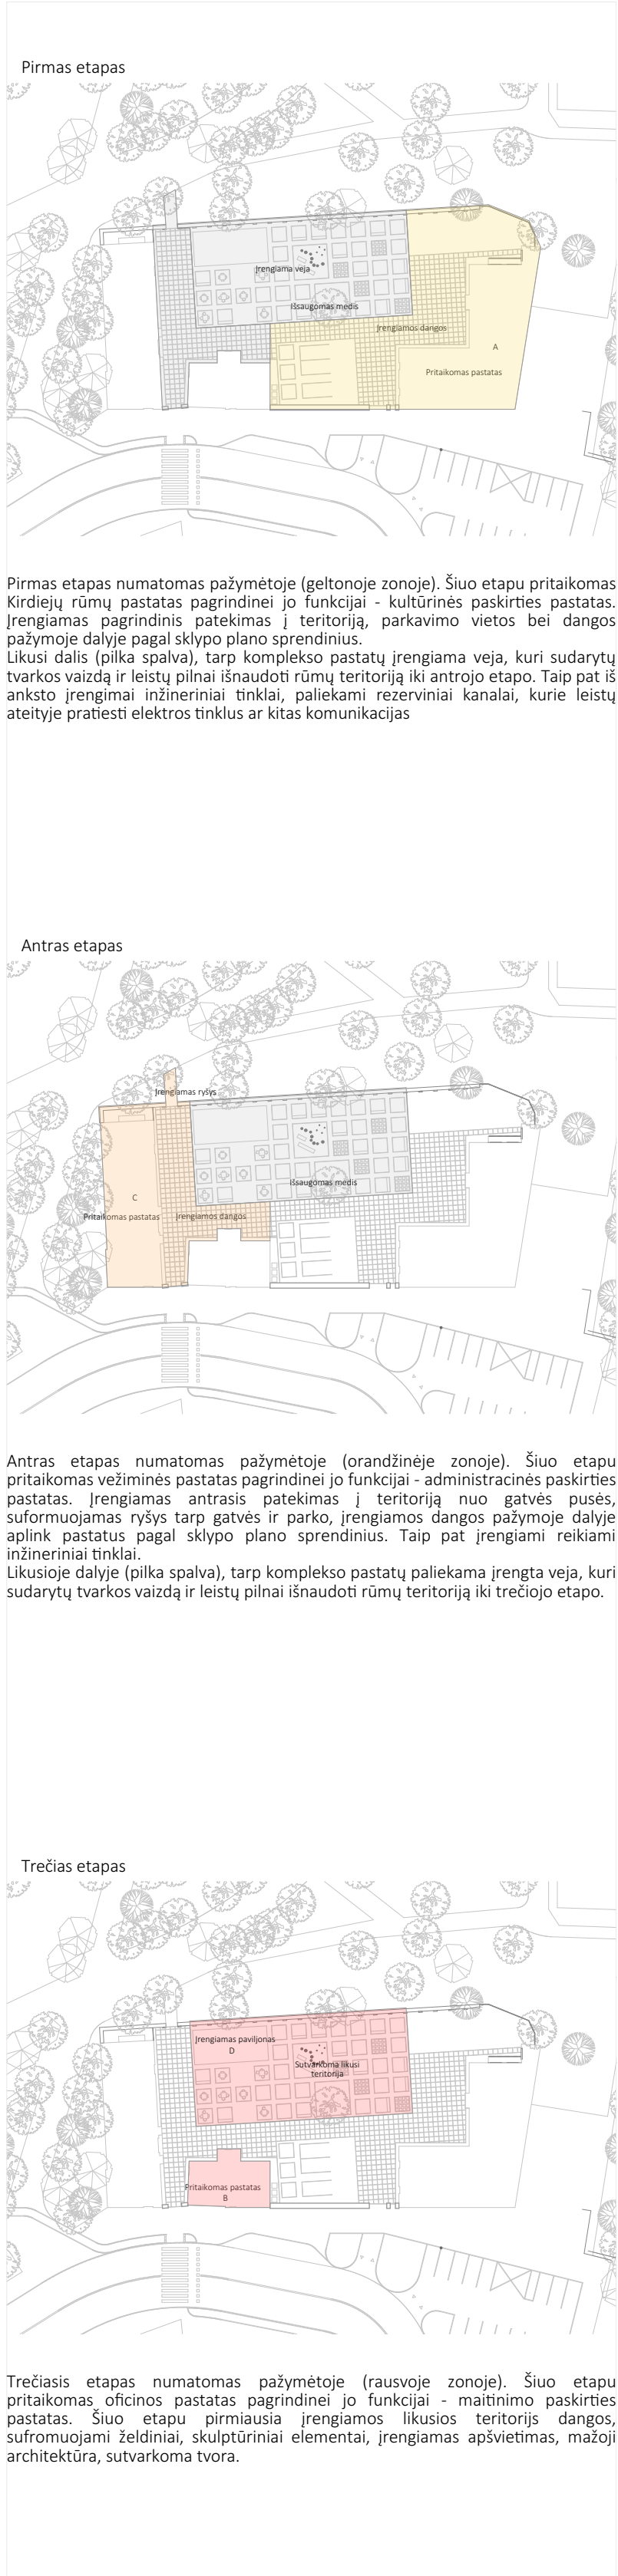 Pirmas etapas
Įrengiama veja
Išsaugomas medis
Įrengiamos dangos
A
Pritaikomas pastatas
Pirmas etapas numatomas pažymėtoje (geltonoje zonoje). Šiuo etapu pritaikomas
Kirdiejų rūmų pastatas pagrindinei jo funkcijai - kultūrinės paskirties pastatas.
Įrengiamas pagrindinis patekimas į teritoriją, parkavimo vietos bei dangos
pažymoje dalyje pagal sklypo plano sprendinius.
Likusi dalis (pilka spalva), tarp komplekso pastatų įrengiama veja, kuri sudarytų
tvarkos vaizdą ir leistų pilnai išnaudoti rūmų teritoriją iki antrojo etapo. Taip pat iš
anksto įrengimai inžineriniai tinklai, paliekami rezerviniai kanalai, kurie leistų
ateityje pratiesti elektros tinklus ar kitas komunikacijas
Antras etapas
Įrengiamas ryšys
Išsaugomas medis
C
Pritaikomas pastatas
Įrengiamos dangos
Antras etapas numatomas pažymėtoje (orandžinėje zonoje). Šiuo etapu
pritaikomas vežiminės pastatas pagrindinei jo funkcijai - administracinės paskirties
pastatas. Įrengiamas antrasis patekimas į teritoriją nuo gatvės pusės,
suformuojamas ryšys tarp gatvės ir parko, įrengiamos dangos pažymoje dalyje
aplink pastatus pagal sklypo plano sprendinius. Taip pat įrengiami reikiami
inžineriniai tinklai.
Likusioje dalyje (pilka spalva), tarp komplekso pastatų paliekama įrengta veja, kuri
sudarytų tvarkos vaizdą ir leistų pilnai išnaudoti rūmų teritoriją iki trečiojo etapo.
Trečias etapas
Įrengiamas paviljonas
D
Sutvarkoma likusi
teritorija
Pritaikomas pastatas
B
Trečiasis etapas numatomas pažymėtoje (rausvoje zonoje). Šiuo etapu
pritaikomas oficinos pastatas pagrindinei jo funkcijai - maitinimo paskirties
pastatas. Šiuo etapu pirmiausia įrengiamos likusios teritorijs dangos,
sufromuojami želdiniai, skulptūriniai elementai, įrengiamas apšvietimas, mažoji
architektūra, sutvarkoma tvora.